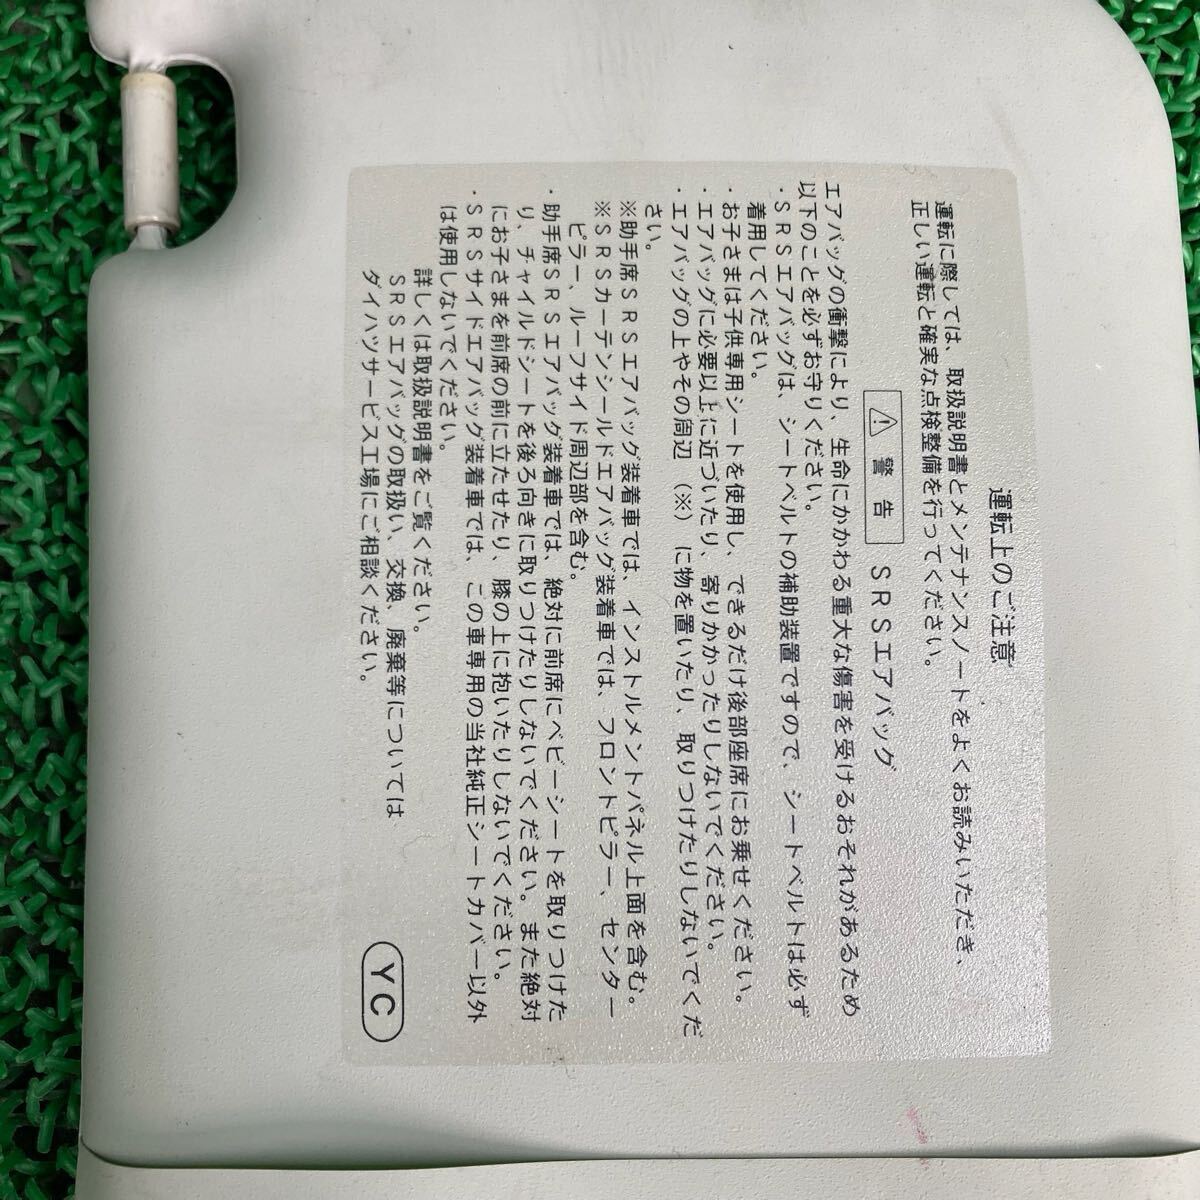 運転上のご注意
運転に際しては、取扱説明書とメンテナンスノートをよくお読みいただき、
正しい運転と確実な点検整備を行ってください。
警告 SRSエアバッグ
エアバッグの衝撃により、生命にかかわる重大な傷害を受けるおそれがあるため
以下のことを必ずお守りください。
・SRSエアバッグは、シートベルトの補助装置ですので、シートベルトは必ず
着用してください。
・お子さまは子供専用シートを使用し、できるだけ後部座席にお乗せください。
・エアバッグに必要以上に近づいたり、寄りかかったりしないでください。
・エアバッグの上やその周辺（※）に物を置いたり、取りつけたりしないでくだ
さい。
※助手席SRSエアバッグ装着車では、インストルメントパネル上面を含む。
※SRSカーテンシールドエアバッグ装着車では、フロントピラー、センター
ピラー、ルーフサイド周辺部を含む。
・助手席SRSエアバッグ装着車では、絶対に前席にベビーシートを取りつけた
り、チャイルドシートを後ろ向きに取りつけたりしないでください。また絶対
にお子さまを前席の前に立たせたり、膝の上に抱いたりしないでください。
・SRSサイドエアバッグ装着車では、この車専用の当社純正シートカバー以外
は使用しないでください。
詳しくは取扱説明書をご覧ください。
SRSエアバッグの取扱い、交換、廃棄等については
ダイハツサービス工場にご相談ください。
YC